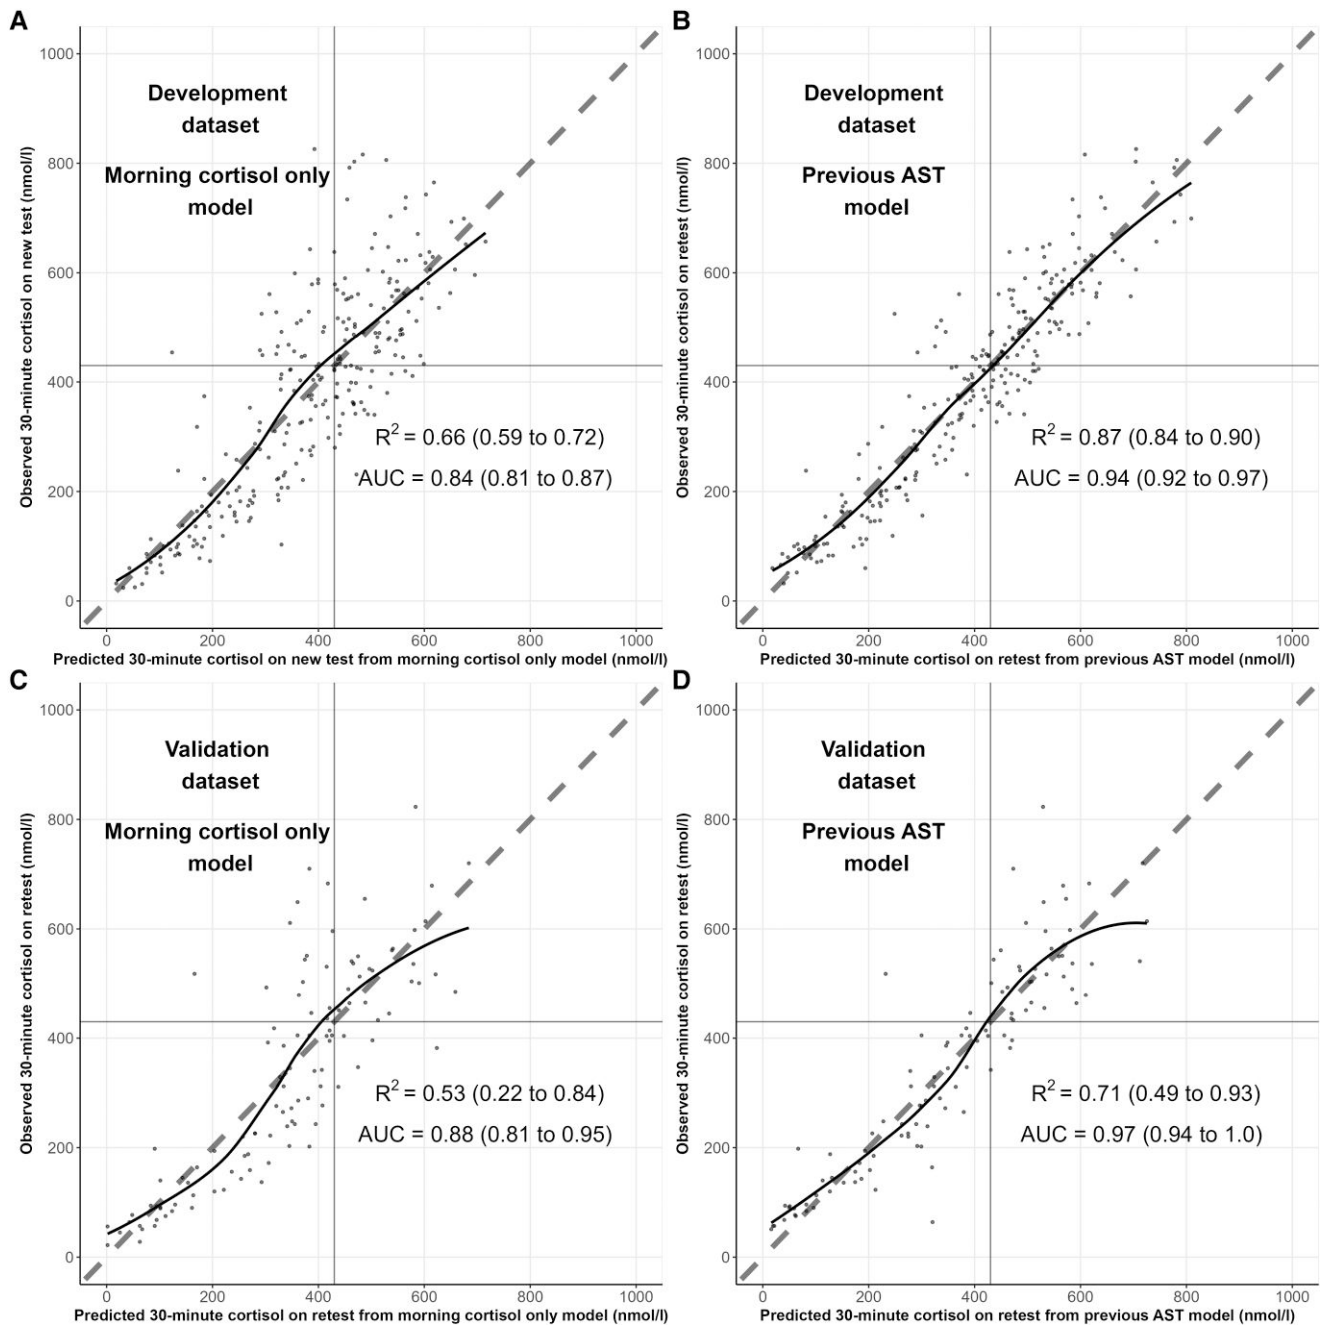 A
Observed 30-minute cortisol on new test (nmol/l)
1000
800
600
400
200
0
Development
dataset
Morning cortisol only
model
R² = 0.66 (0.59 to 0.72)
AUC = 0.84 (0.81 to 0.87)
0 200 400 600 800 1000
Predicted 30-minute cortisol on new test from morning cortisol only model (nmol/l)
B
Observed 30-minute cortisol on retest (nmol/l)
1000
800
600
400
200
0
Development
dataset
Previous AST
model
R² = 0.87 (0.84 to 0.90)
AUC = 0.94 (0.92 to 0.97)
0 200 400 600 800 1000
Predicted 30-minute cortisol on retest from previous AST model (nmol/l)
C
Observed 30-minute cortisol on retest (nmol/l)
1000
800
600
400
200
0
Validation
dataset
Morning cortisol only
model
R² = 0.53 (0.22 to 0.84)
AUC = 0.88 (0.81 to 0.95)
0 200 400 600 800 1000
Predicted 30-minute cortisol on retest from morning cortisol only model (nmol/l)
D
Observed 30-minute cortisol on retest (nmol/l)
1000
800
600
400
200
0
Validation
dataset
Previous AST
model
R² = 0.71 (0.49 to 0.93)
AUC = 0.97 (0.94 to 1.0)
0 200 400 600 800 1000
Predicted 30-minute cortisol on retest from previous AST model (nmol/l)